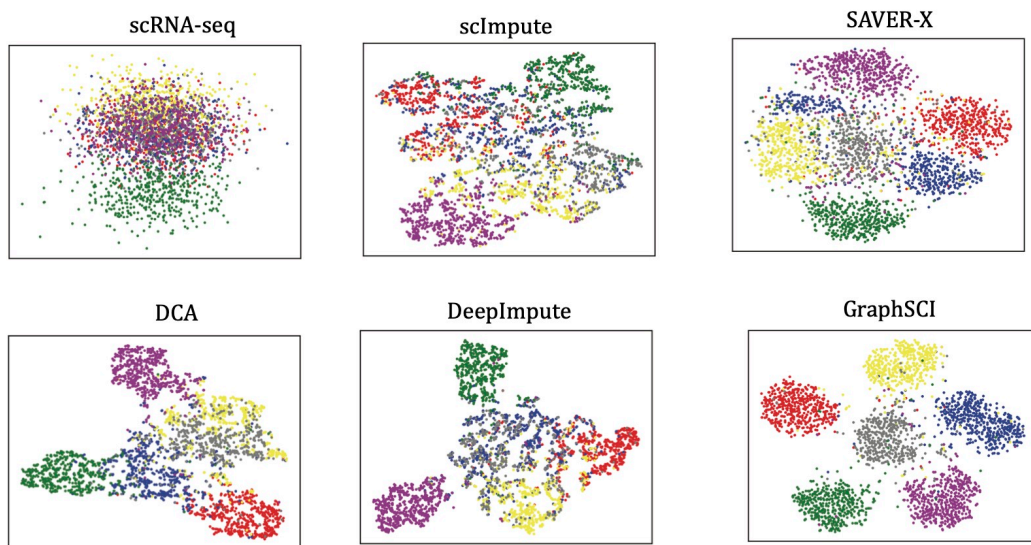 scRNA-seq
scImpute
SAVER-X
DCA
DeepImpute
GraphSCI